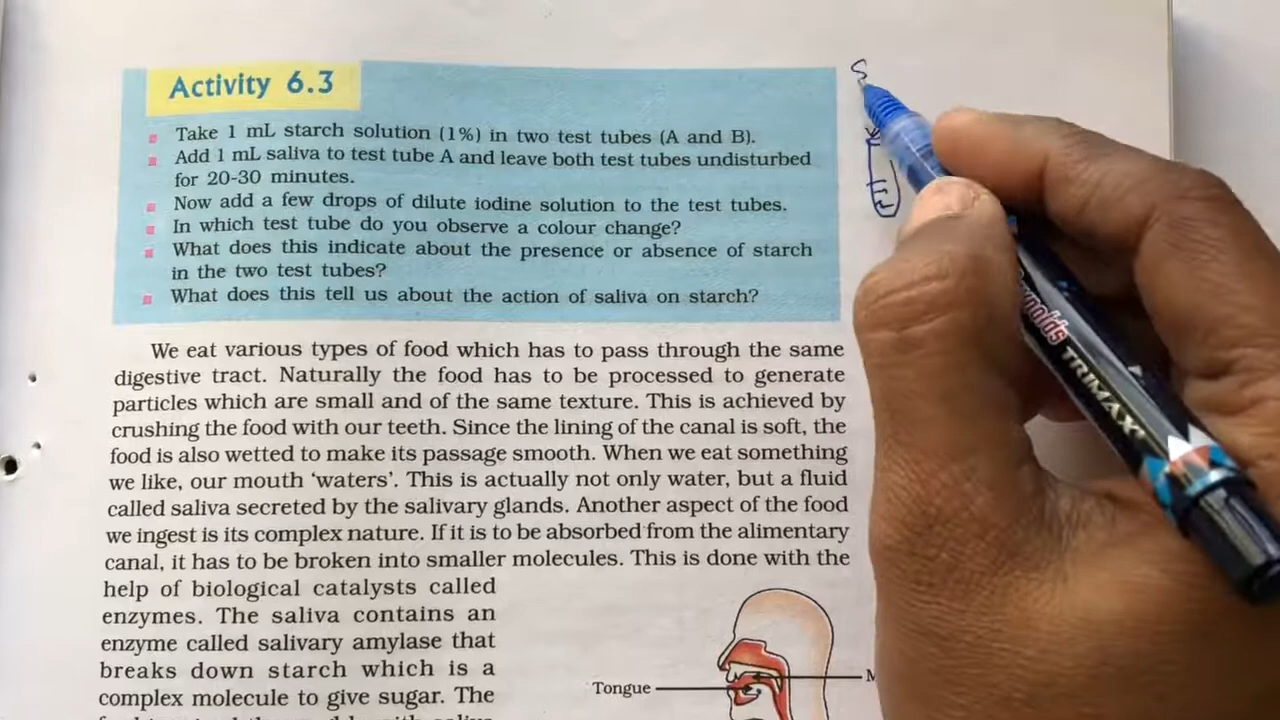 Activity 6.3
Take 1 mL starch solution (1%) in two test tubes (A and B).
Add 1 mL saliva to test tube A and leave both test tubes undisturbed
for 20-30 minutes.
Now add a few drops of dilute iodine solution to the test tubes.
In which test tube do you observe a colour change?
What does this indicate about the presence or absence of starch
in the two test tubes?
What does this tell us about the action of saliva on starch?
We eat various types of food which has to pass through the same
digestive tract. Naturally the food has to be processed to generate
particles which are small and of the same texture. This is achieved by
crushing the food with our teeth. Since the lining of the canal is soft, the
food is also wetted to make its passage smooth. When we eat something
we like, our mouth ‘waters’. This is actually not only water, but a fluid
called saliva secreted by the salivary glands. Another aspect of the food
we ingest is its complex nature. If it is to be absorbed from the alimentary
canal, it has to be broken into smaller molecules. This is done with the
help of biological catalysts called
enzymes. The saliva contains an
enzyme called salivary amylase that
breaks down starch which is a
complex molecule to give sugar. The
Tongue
TRIMAX